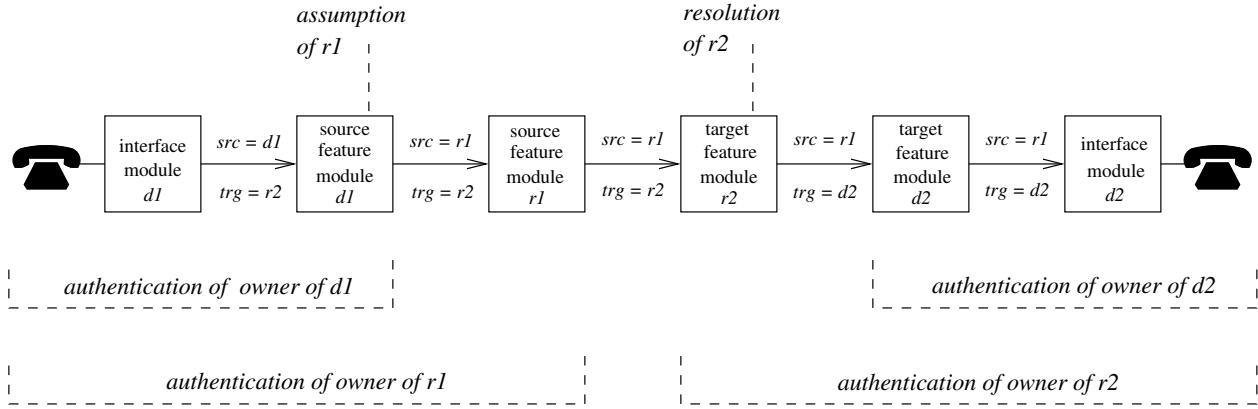 assumption
of r1
resolution
of r2
interface
module
d1
src = d1
trg = r2
source
feature
module
d1
src = r1
trg = r2
source
feature
module
r1
src = r1
trg = r2
target
feature
module
r2
src = r1
trg = d2
target
feature
module
d2
src = r1
trg = d2
interface
module
d2
authentication of owner of d1
authentication of owner of d2
authentication of owner of r1
authentication of owner of r2